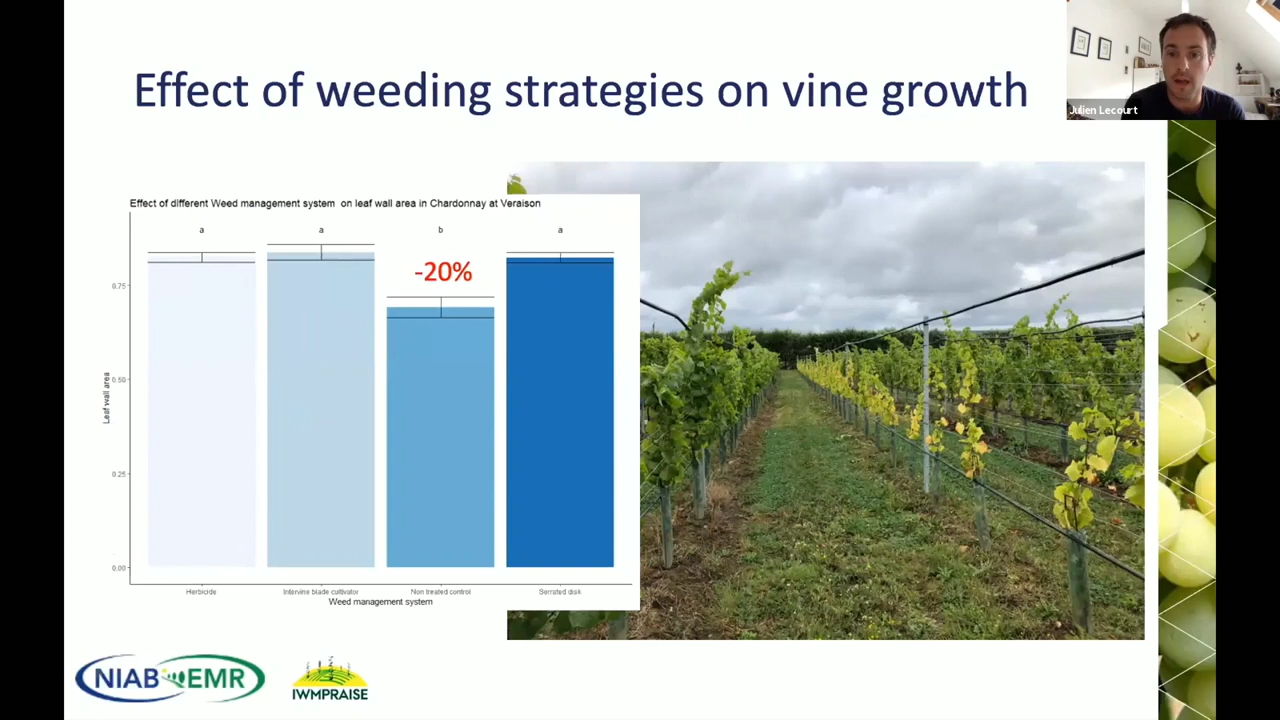 Effect of weeding strategies on vine growth
Julien Lecourt
Effect of different Weed management system on leaf wall area in Chardonnay at Veraison
a a b a
-20%
0.75
0.50
0.25
0.00
Leaf wall area
Herbicide Intervine blade cultivator Non treated control Serrated disk
Weed management system
NIAB EMR
IWMPRAISE